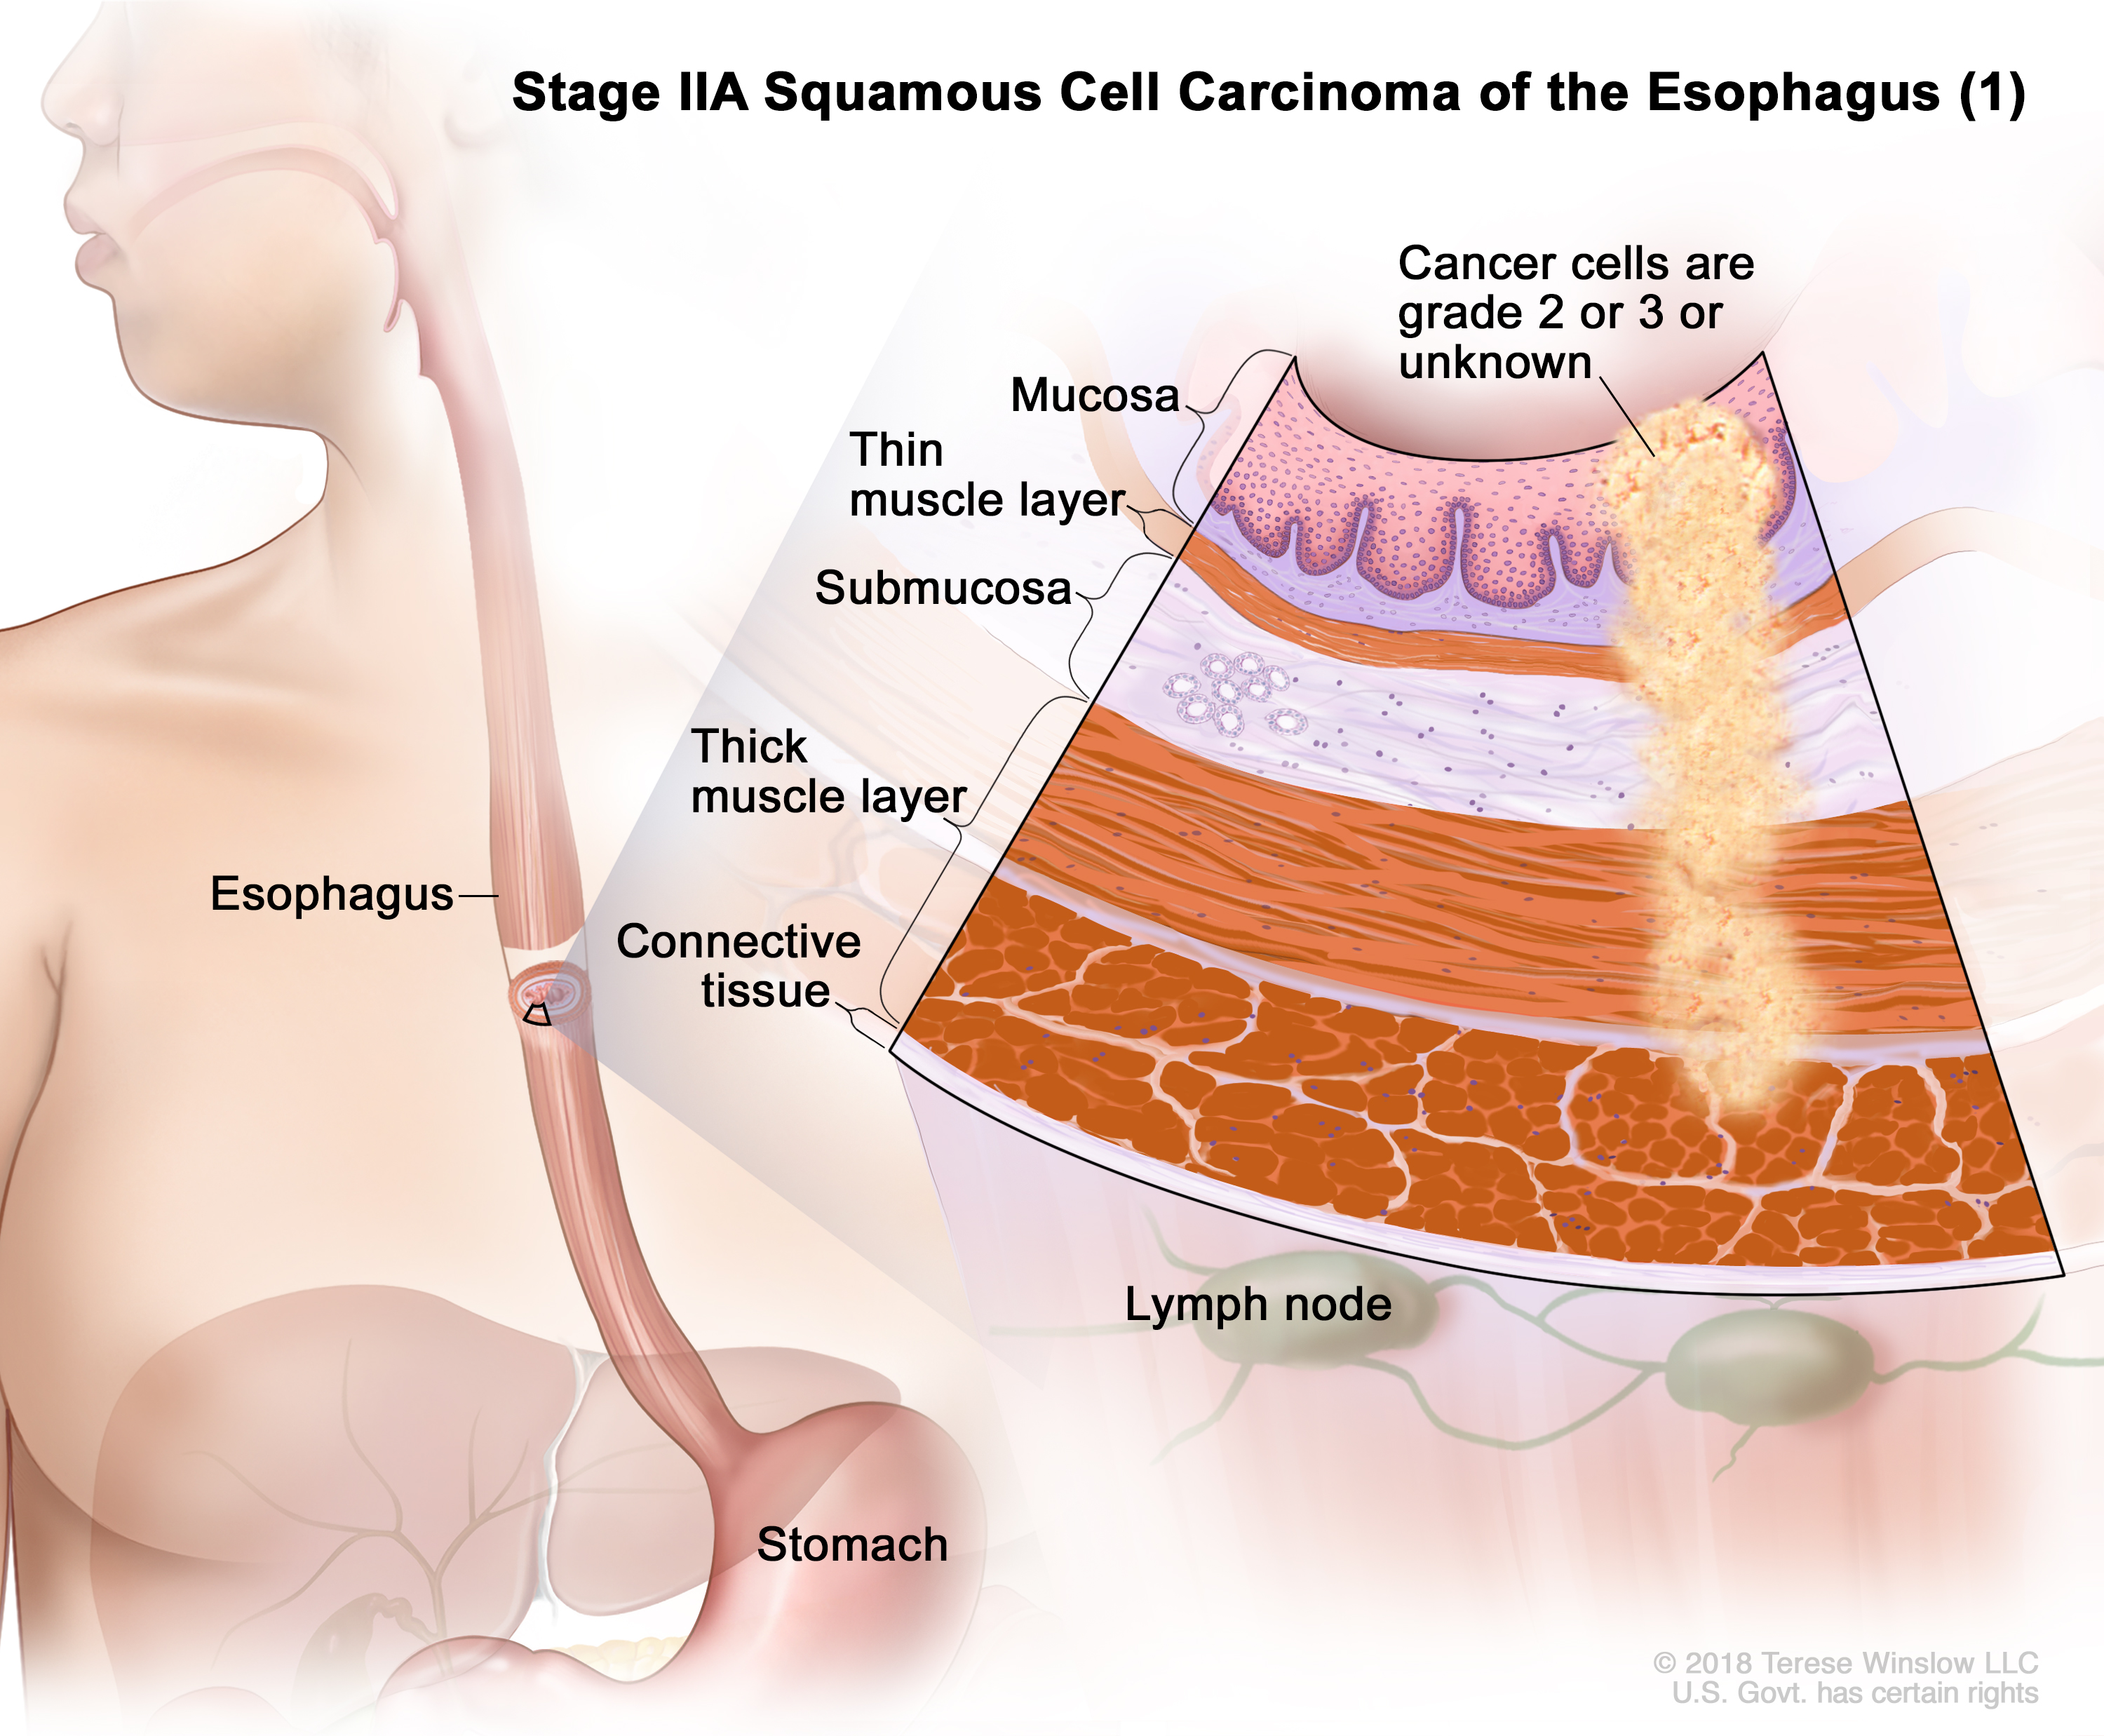 Stage IIA Squamous Cell Carcinoma of the Esophagus (1)
Cancer cells are
grade 2 or 3 or
unknown
Mucosa
Thin
muscle layer
Submucosa
Thick
muscle layer
Esophagus
Connective
tissue
Lymph node
Stomach
© 2018 Terese Winslow LLC
U.S. Govt. has certain rights